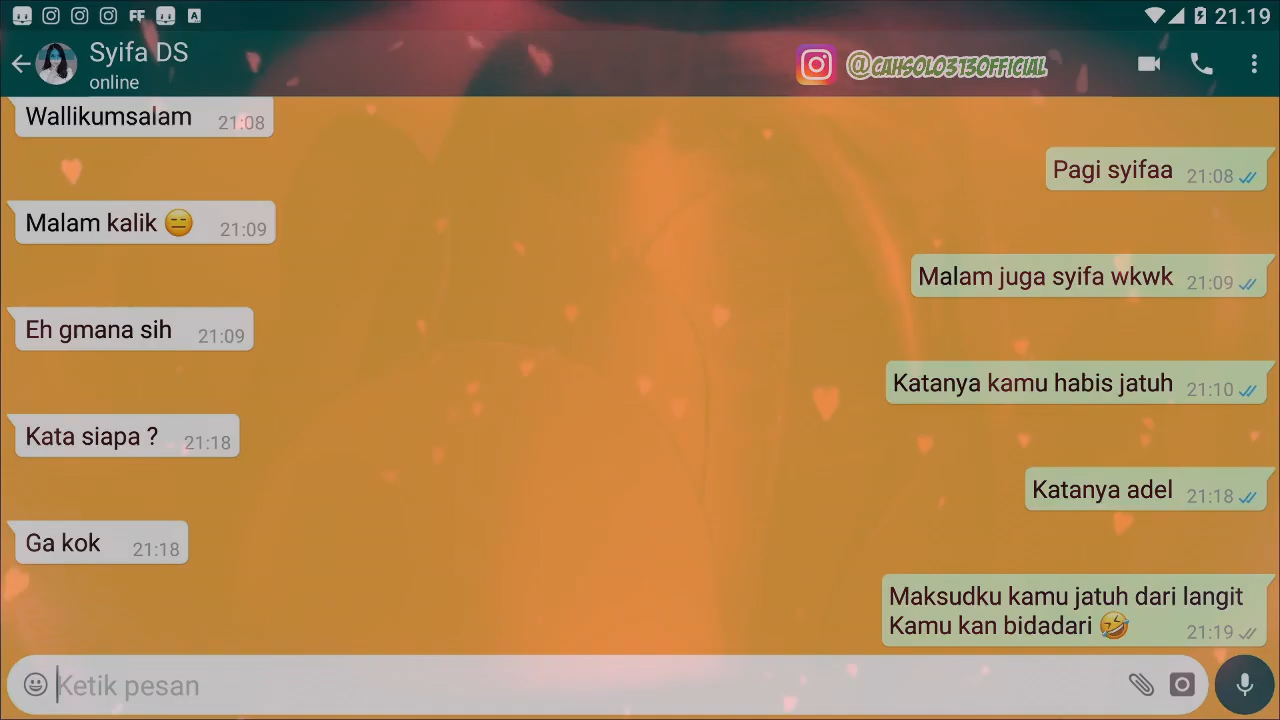 FF
A
21.19
Syifa DS
online
@CAHSOLO313OFFICIAL
Wallikumsalam 21:08
Pagi syifaa 21:08
Malam kalik 😑 21:09
Malam juga syifa wkwk 21:09
Eh gmana sih 21:09
Katanya kamu habis jatuh 21:10
Kata siapa ? 21:18
Katanya adel 21:18
Ga kok 21:18
Maksudku kamu jatuh dari langit
Kamu kan bidadari 🤣 21:19
Ketik pesan